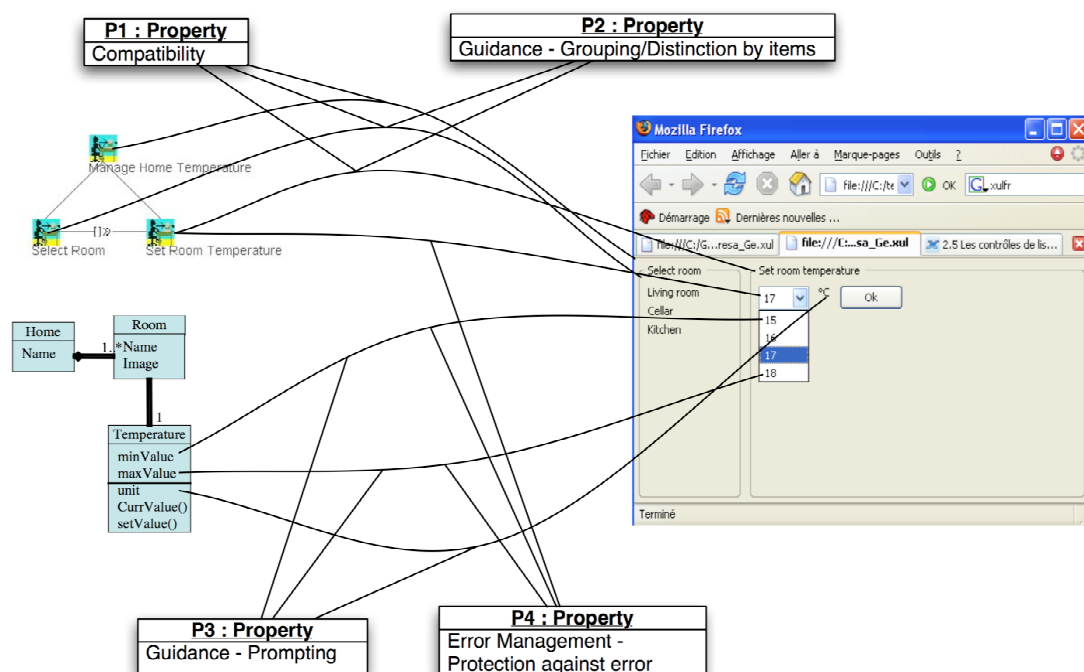 P1 : Property
Compatibility
P2 : Property
Guidance - Grouping/Distinction by items
Manage Home Temperature
Select Room
[]»
Set Room Temperature
Mozilla Firefox
Fichier Edition Affichage Aller à Marque-pages Outils ?
file:///C:/te
OK
G xulfr
Démarrage
Dernières nouvelles ...
file:///C:/G...resa_Ge.xul
file:///C:...sa_Ge.xul
2.5 Les contrôles de lis...
Select room
Living room
Cellar
Kitchen
Set room temperature
17
°C
Ok
15
16
17
18
Terminé
Home
Name
1..*
Room
Name
Image
1
Temperature
minValue
maxValue
unit
CurrValue()
setValue()
P3 : Property
Guidance - Prompting
P4 : Property
Error Management -
Protection against error